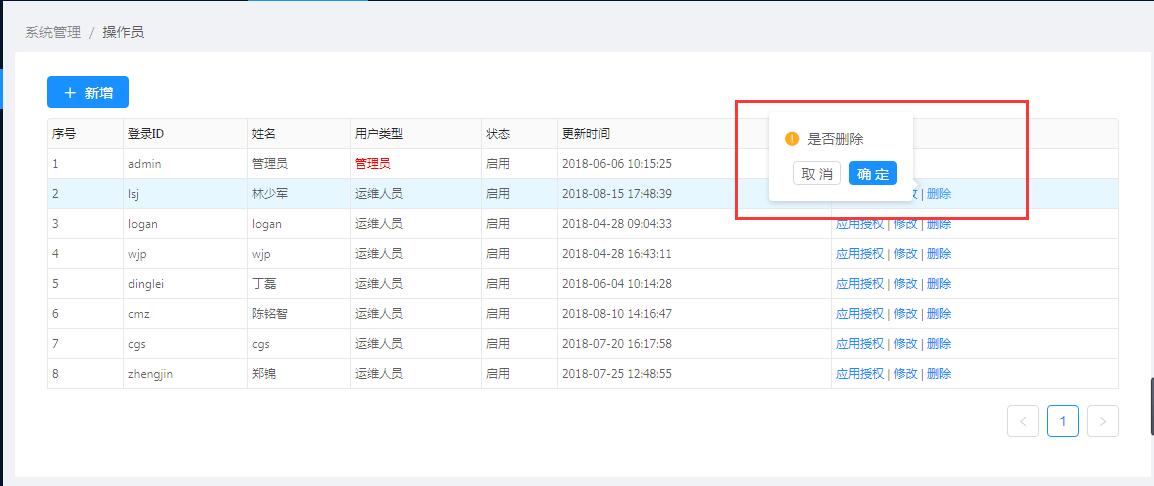 系统管理 / 操作员
+ 新增
序号 登录ID 姓名 用户类型 状态 更新时间
1 admin 管理员 管理员 启用 2018-06-06 10:15:25
是否删除
取 消 确 定
2 lsj 林少军 运维人员 启用 2018-08-15 17:48:39 | 删除
3 logan logan 运维人员 启用 2018-04-28 09:04:33 应用授权 | 修改 | 删除
4 wjp wjp 运维人员 启用 2018-04-28 16:43:11 应用授权 | 修改 | 删除
5 dinglei 丁磊 运维人员 启用 2018-06-04 10:14:28 应用授权 | 修改 | 删除
6 cmz 陈铭智 运维人员 启用 2018-08-10 14:16:47 应用授权 | 修改 | 删除
7 cgs cgs 运维人员 启用 2018-07-20 16:17:58 应用授权 | 修改 | 删除
8 zhengjin 郑锦 运维人员 启用 2018-07-25 12:48:55 应用授权 | 修改 | 删除
< 1 >